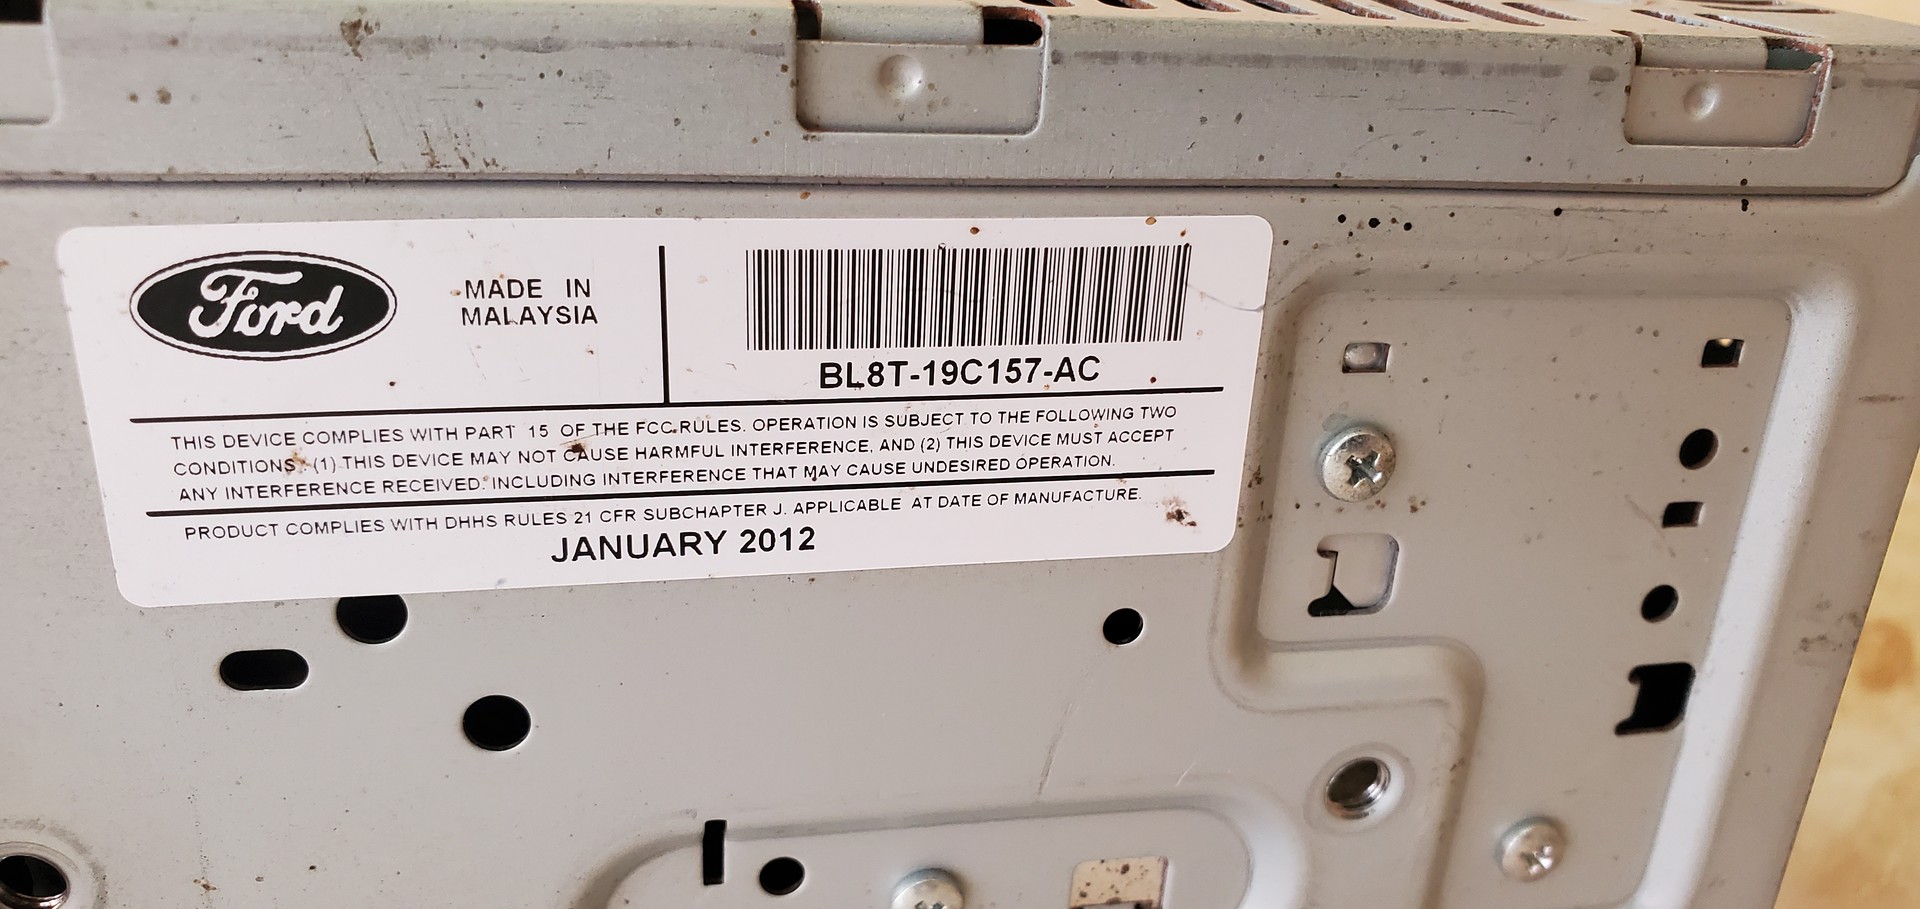 Ford
MADE IN
MALAYSIA
BL8T-19C157-AC
THIS DEVICE COMPLIES WITH PART 15 OF THE FCC RULES. OPERATION IS SUBJECT TO THE FOLLOWING TWO
CONDITIONS: (1) THIS DEVICE MAY NOT CAUSE HARMFUL INTERFERENCE, AND (2) THIS DEVICE MUST ACCEPT
ANY INTERFERENCE RECEIVED. INCLUDING INTERFERENCE THAT MAY CAUSE UNDESIRED OPERATION.
PRODUCT COMPLIES WITH DHHS RULES 21 CFR SUBCHAPTER J. APPLICABLE AT DATE OF MANUFACTURE.
JANUARY 2012